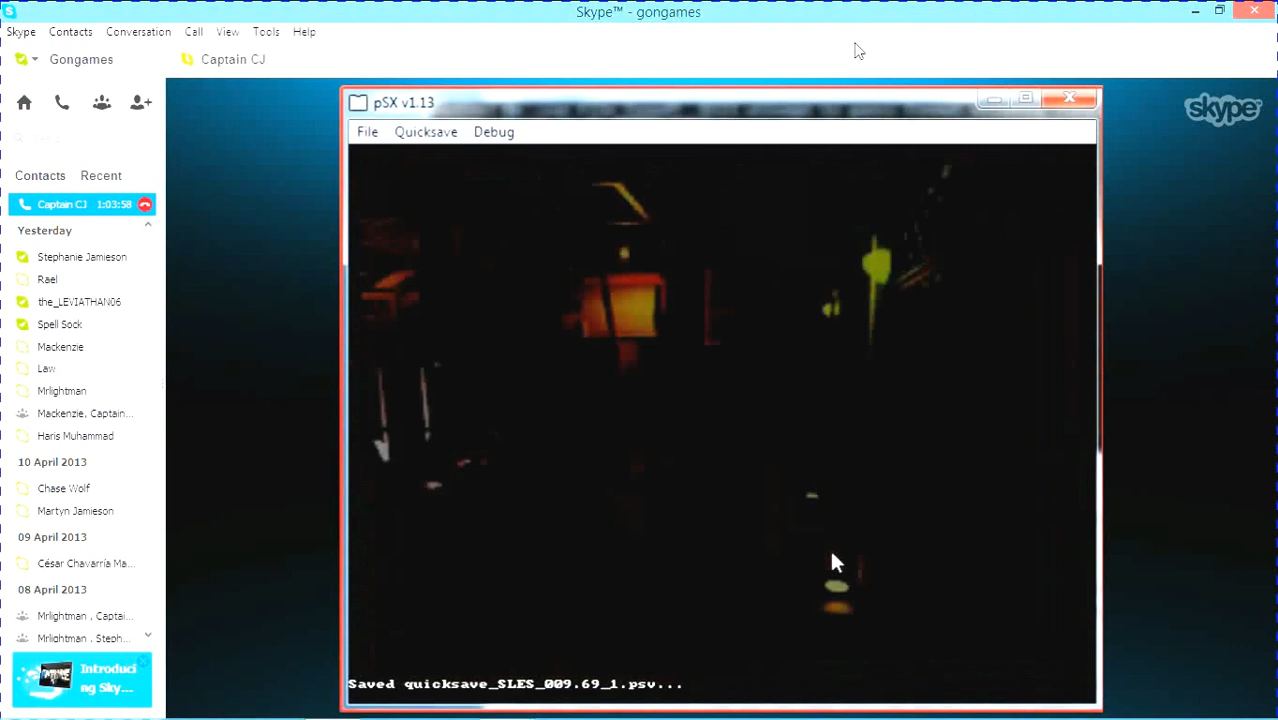 Skype™ - gongames
Skype Contacts Conversation Call View Tools Help
Gongames
Captain CJ
skype
pSX v1.13
File Quicksave Debug
Contacts Recent
Captain CJ 1:03:58
Yesterday
Stephanie Jamieson
Rael
the_LEVIATHAN06
Spell Sock
Mackenzie
Law
Mrlightman
Mackenzie, Captain...
Haris Muhammad
10 April 2013
Chase Wolf
Martyn Jamieson
09 April 2013
César Chavarría Ma...
08 April 2013
Mrlightman , Captai...
Mrlightman , Steph...
Introduci
ng Sky...
Saved quicksave_SLES_009.69_1.psv...